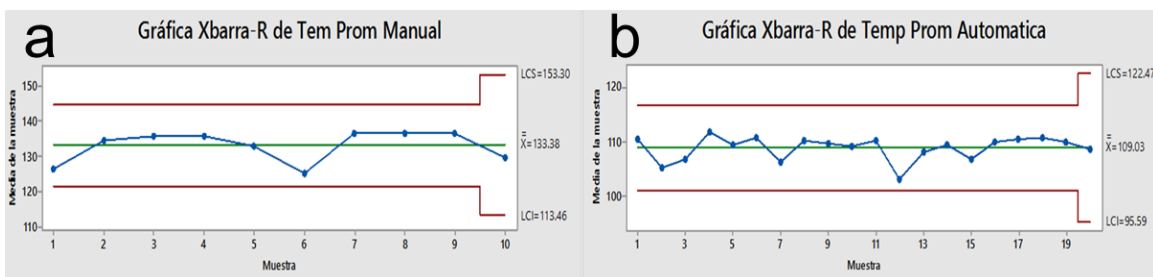 a
Gráfica Xbarra-R de Tem Prom Manual
Media de la muestra
150
140
130
120
110
LCS=153.30
X=133.38
LCI=113.46
1 2 3 4 5 6 7 8 9 10
Muestra
b
Gráfica Xbarra-R de Temp Prom Automatica
Media de la muestra
120
110
100
LCS=122.47
X=109.03
LCI=95.59
1 3 5 7 9 11 13 15 17 19
Muestra